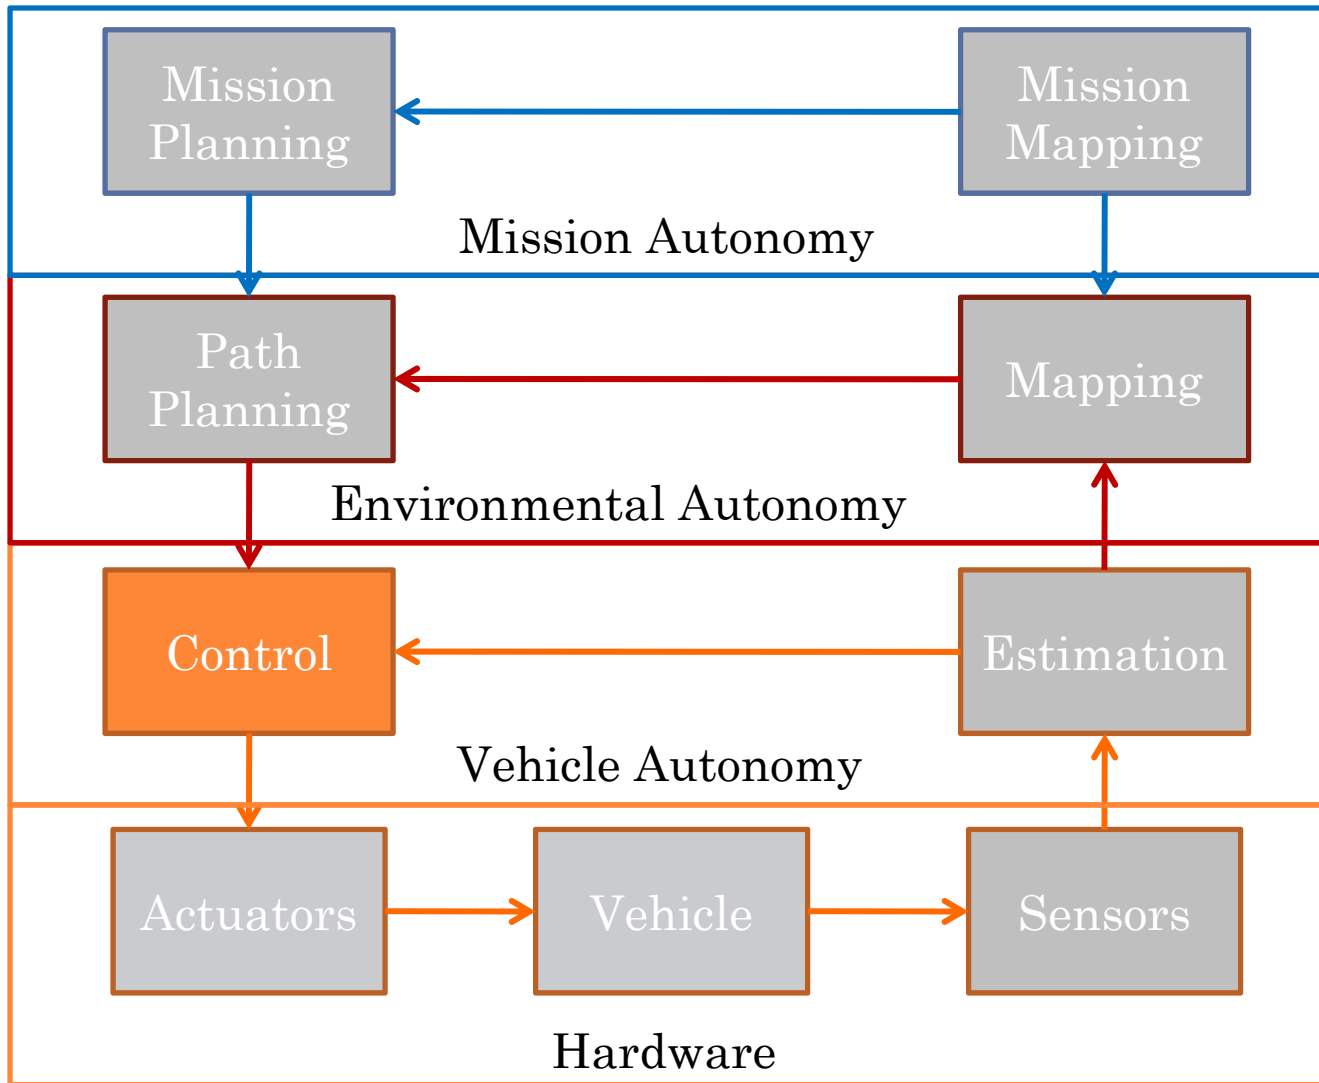 Mission
Planning
Mission
Mapping
Mission Autonomy
Path
Planning
Mapping
Environmental Autonomy
Control
Estimation
Vehicle Autonomy
Actuators
Vehicle
Sensors
Hardware